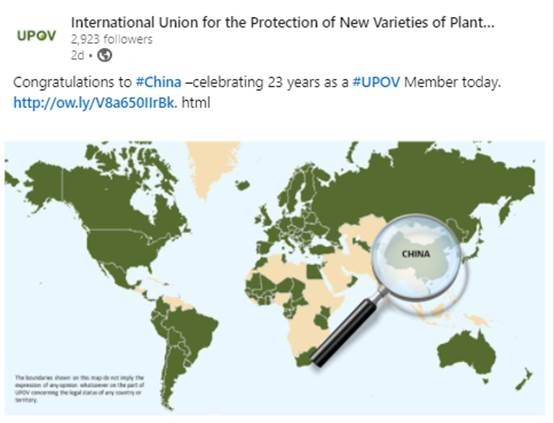 UPOV
International Union for the Protection of New Varieties of Plant...
2,923 followers
2d •
Congratulations to #China –celebrating 23 years as a #UPOV Member today.
http://ow.ly/V8a650IIrBk. html
CHINA
The boundaries shown on this map do not imply the
expression of any opinion whatsoever on the part of
UPOV concerning the legal status of any country or
territory.